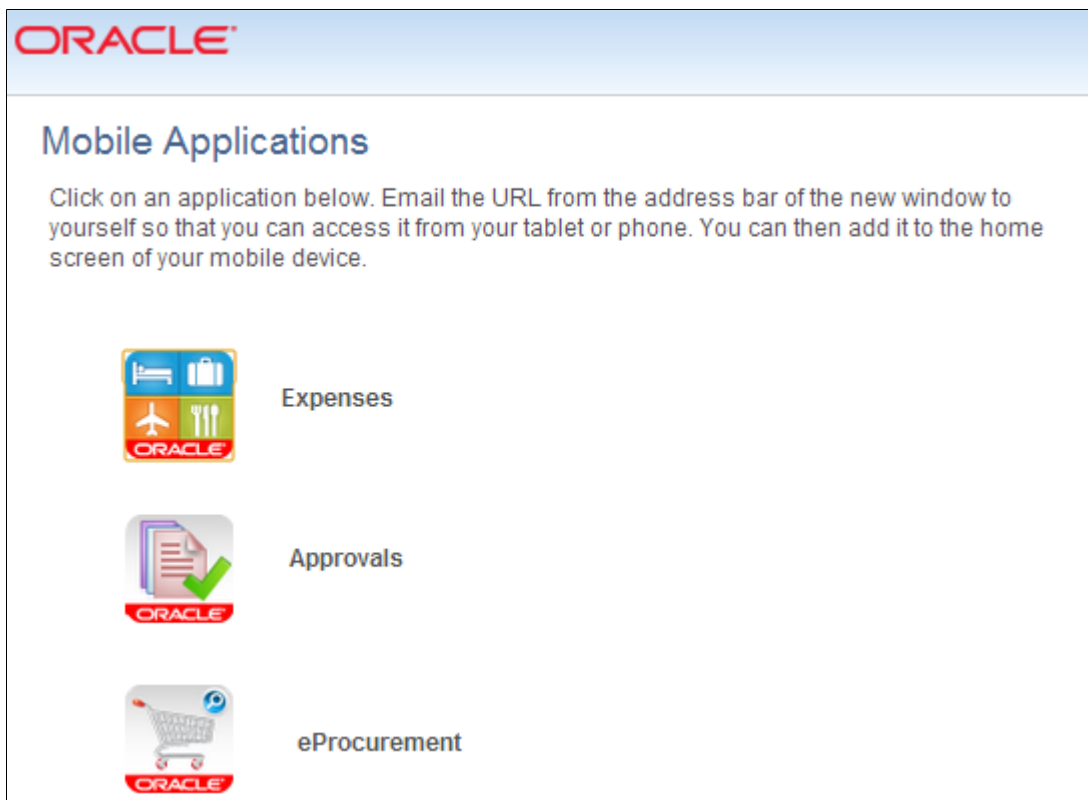 ORACLE
Mobile Applications
Click on an application below. Email the URL from the address bar of the new window to
yourself so that you can access it from your tablet or phone. You can then add it to the home
screen of your mobile device.
Expenses
ORACLE
Approvals
ORACLE
eProcurement
ORACLE